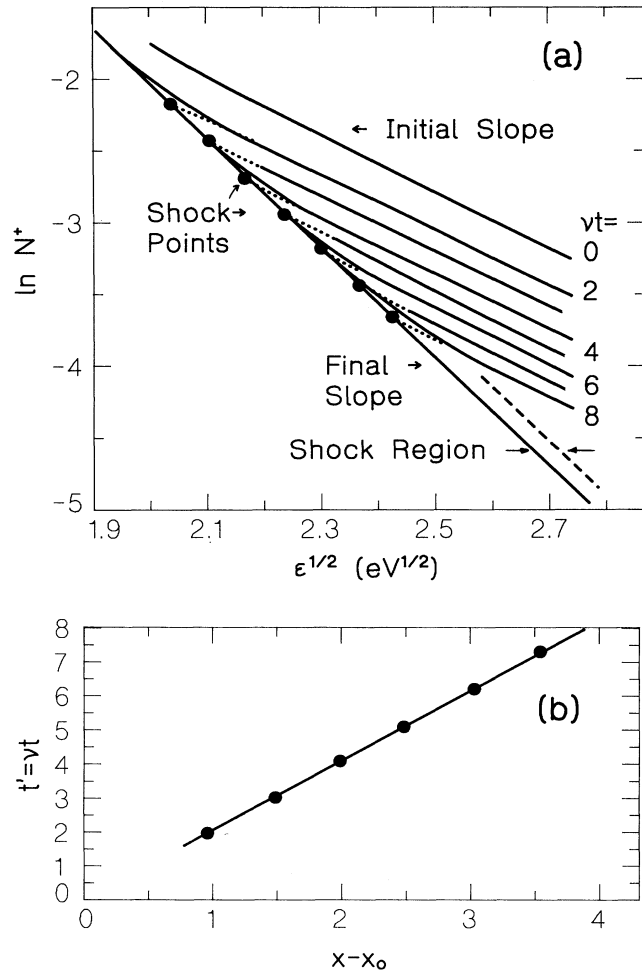 (a)
-2
-3
-4
-5
ln N⁺
← Initial Slope
Shock→
Points
νt=
0
2
4
6
8
Final →
Slope
Shock Region → ←
1.9 2.1 2.3 2.5 2.7
ε^1/2 (eV^1/2)
(b)
8
7
6
5
4
3
2
1
0
t'=νt
0 1 2 3 4
x-x₀